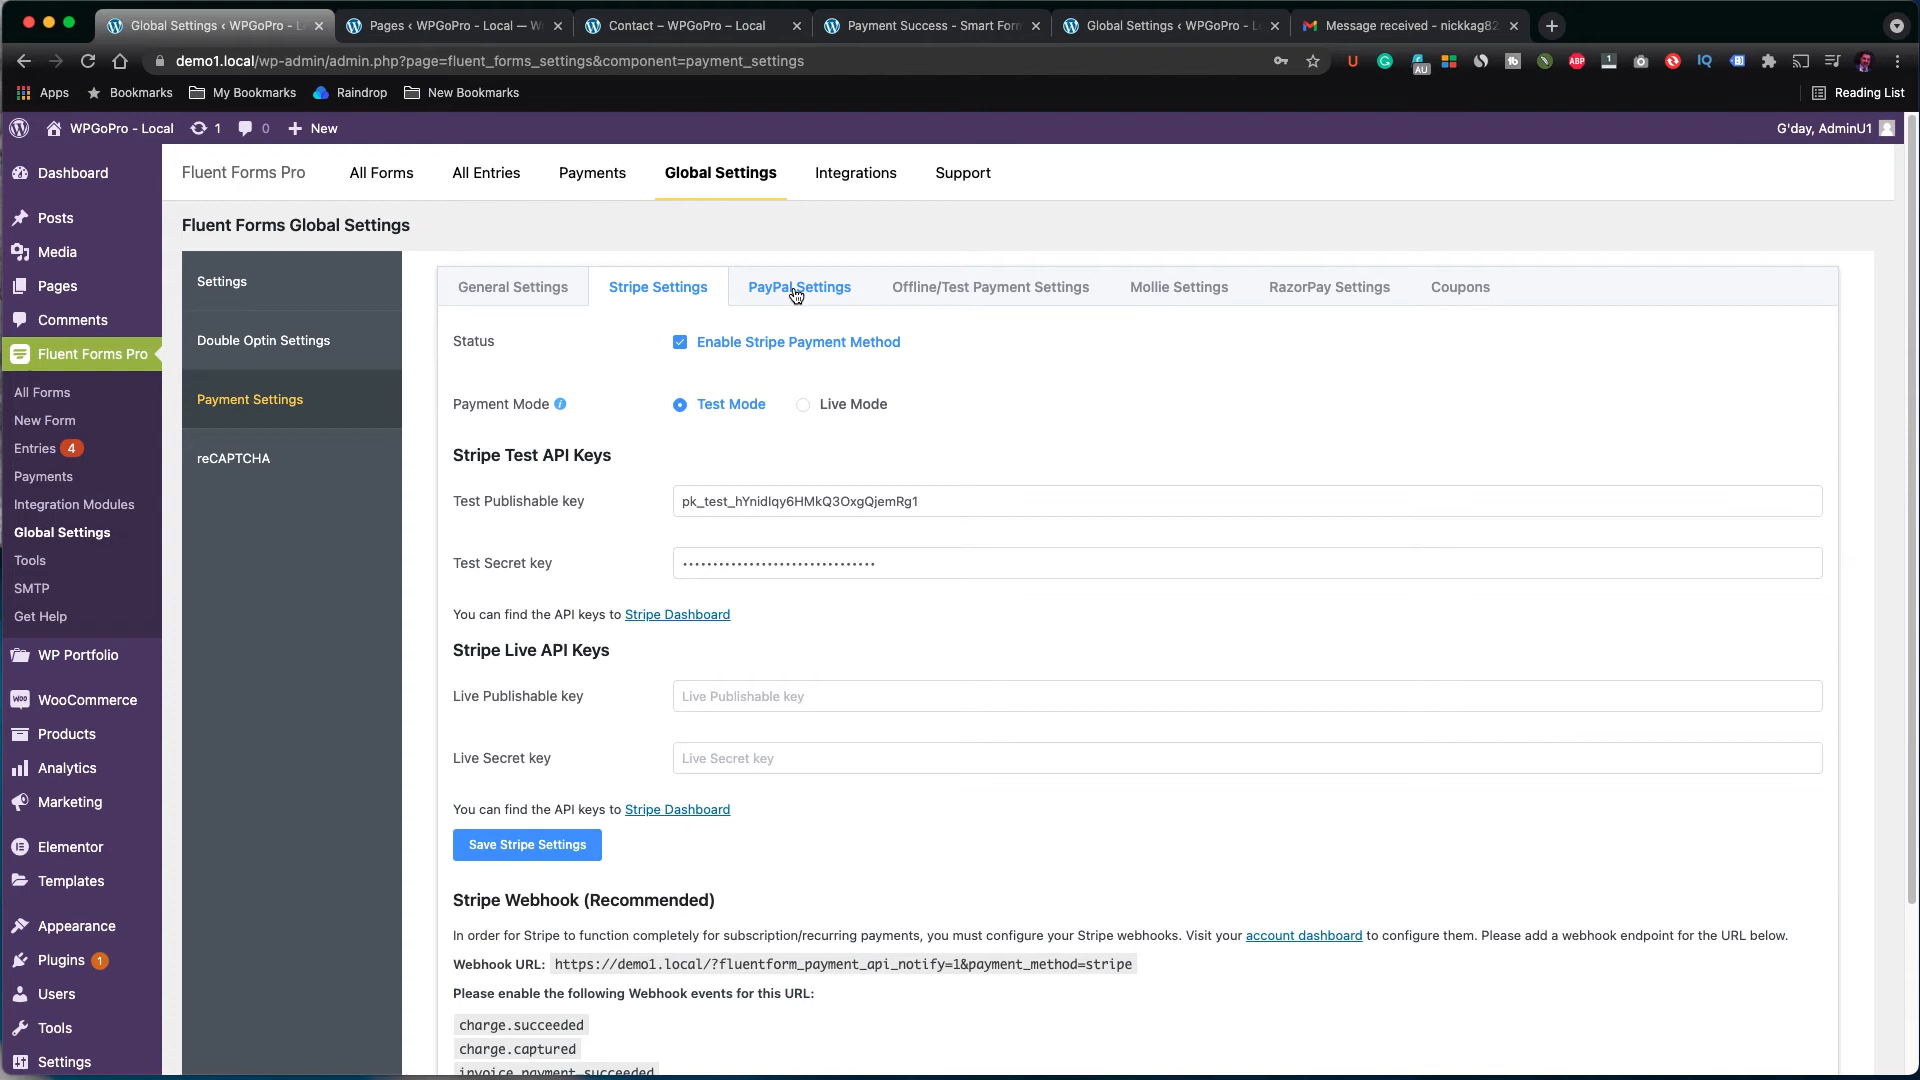 Global Settings ‹ WPGoPro - L
Pages ‹ WPGoPro - Local — W
Contact – WPGoPro – Local
Payment Success - Smart Form
Global Settings ‹ WPGoPro - L
Message received - nickkag82
demo1.local/wp-admin/admin.php?page=fluent_forms_settings&component=payment_settings
Apps
Bookmarks
My Bookmarks
Raindrop
New Bookmarks
Reading List
WPGoPro - Local
1
0
New
G'day, AdminU1
Dashboard
Posts
Media
Pages
Comments
Fluent Forms Pro
All Forms
New Form
Entries 4
Payments
Integration Modules
Global Settings
Tools
SMTP
Get Help
WP Portfolio
WooCommerce
Products
Analytics
Marketing
Elementor
Templates
Appearance
Plugins 1
Users
Tools
Settings
Fluent Forms Pro
All Forms
All Entries
Payments
Global Settings
Integrations
Support
Fluent Forms Global Settings
Settings
Double Optin Settings
Payment Settings
reCAPTCHA
General Settings
Stripe Settings
PayPal Settings
Offline/Test Payment Settings
Mollie Settings
RazorPay Settings
Coupons
Status
Enable Stripe Payment Method
Payment Mode
Test Mode
Live Mode
Stripe Test API Keys
Test Publishable key
pk_test_hYnidIqy6HMkQ3OxgQjemRg1
Test Secret key
You can find the API keys to Stripe Dashboard
Stripe Live API Keys
Live Publishable key
Live Publishable key
Live Secret key
Live Secret key
You can find the API keys to Stripe Dashboard
Save Stripe Settings
Stripe Webhook (Recommended)
In order for Stripe to function completely for subscription/recurring payments, you must configure your Stripe webhooks. Visit your account dashboard to configure them. Please add a webhook endpoint for the URL below.
Webhook URL: https://demo1.local/?fluentform_payment_api_notify=1&payment_method=stripe
Please enable the following Webhook events for this URL:
charge.succeeded
charge.captured
invoice.payment_succeeded